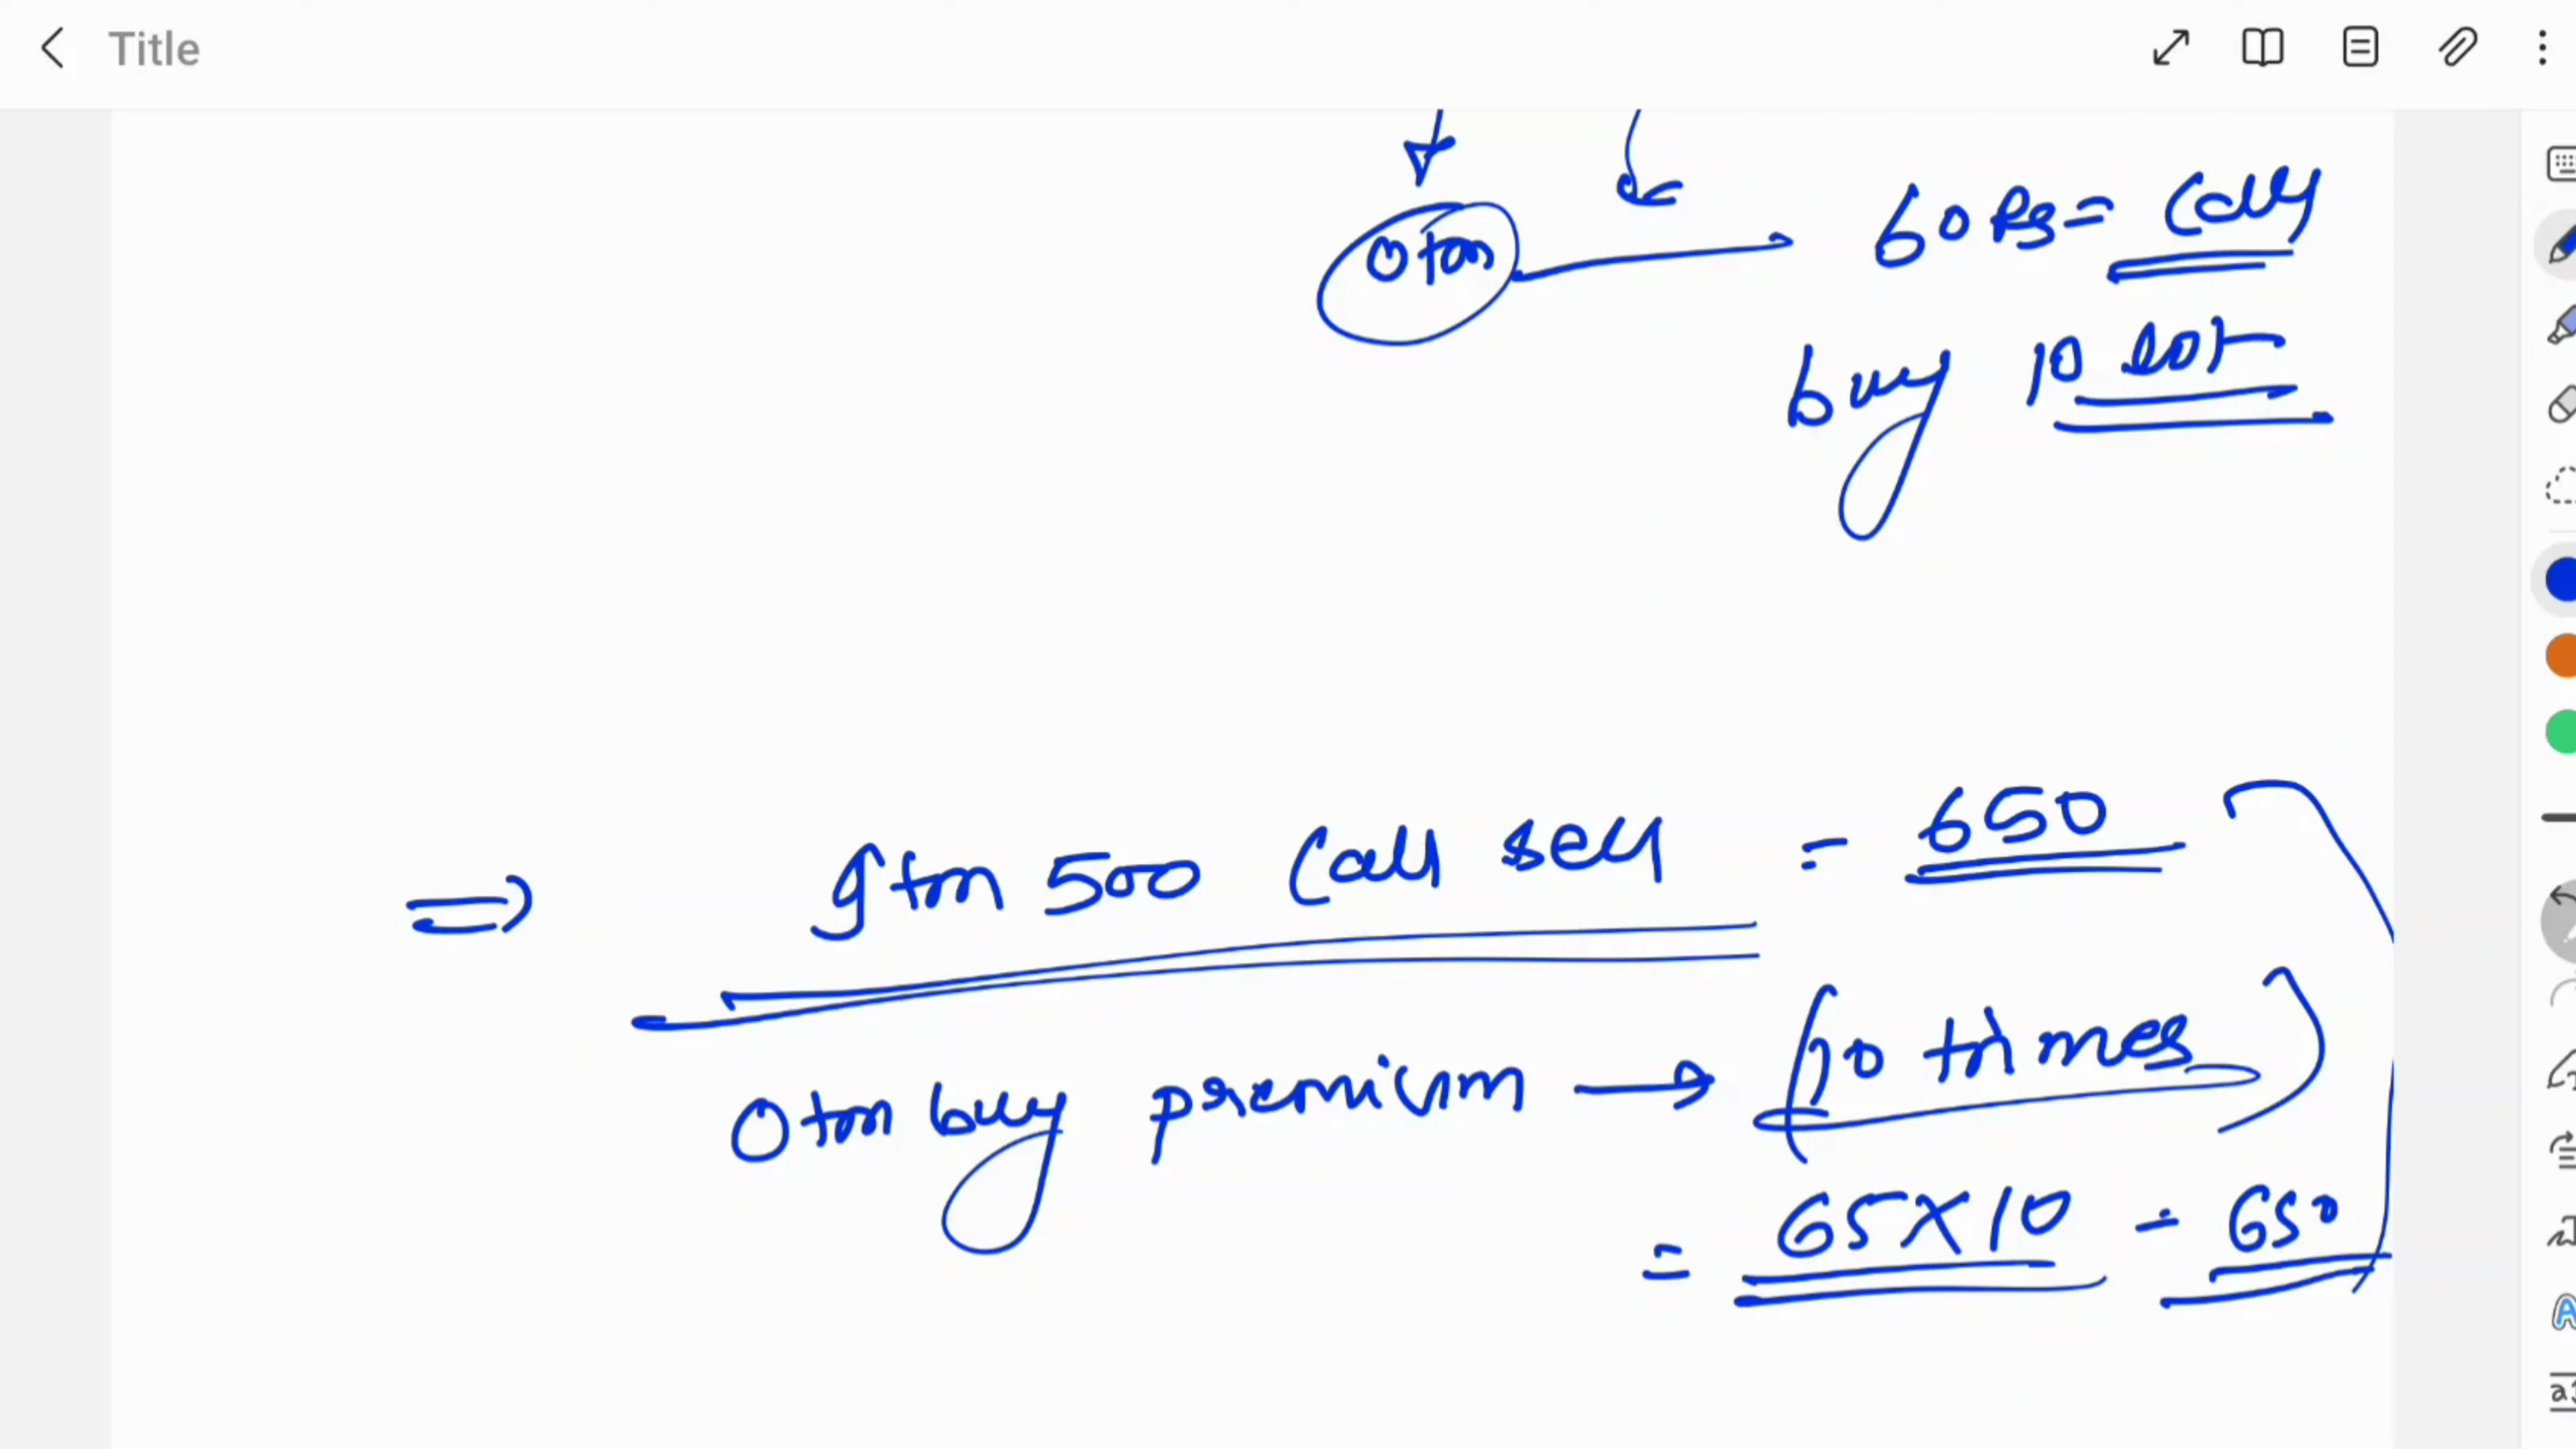 Title
Otm
60 Rs = Call
buy 10 lot
⇒ Itm 500 Call sell = 650
Otm buy premium → (10 times)
= 65 X 10 = 650